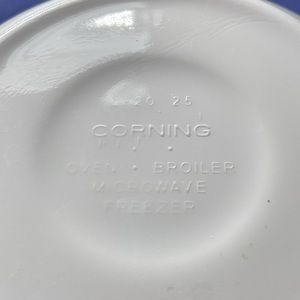 20 25
CORNING
OVEN • BROILER
MICROWAVE
FREEZER